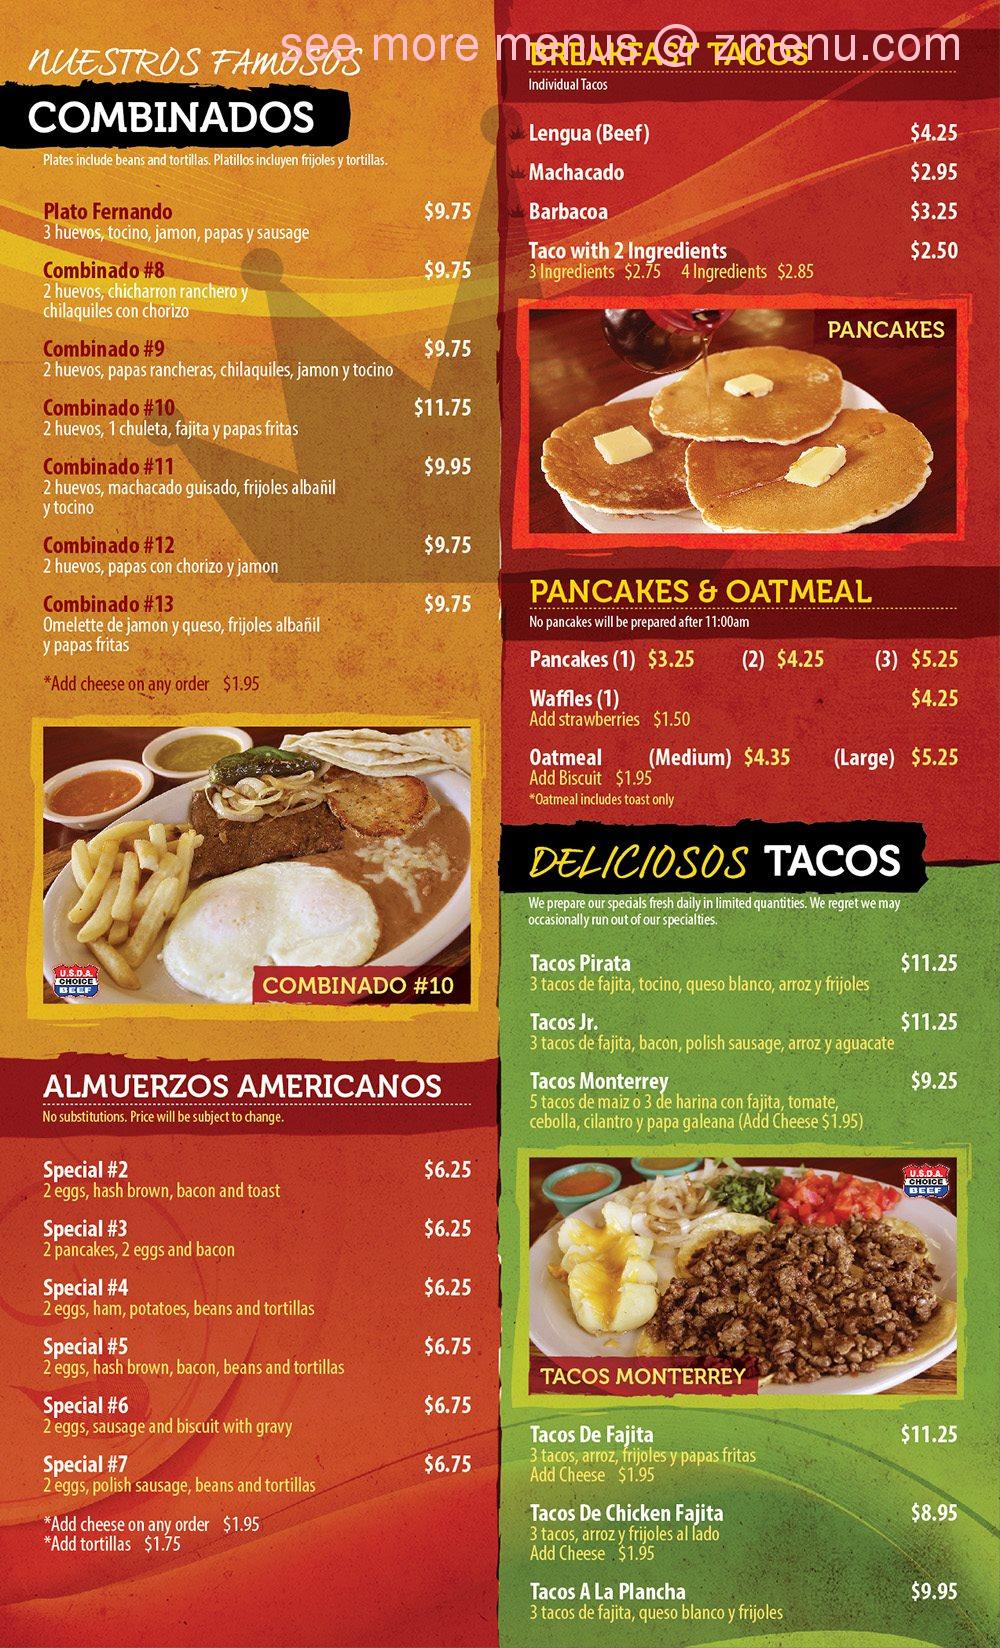 see more menus @ zmenu.com
NUESTROS FAMOSOS
COMBINADOS
Plates include beans and tortillas. Platillos incluyen frijoles y tortillas.
Plato Fernando $9.75
3 huevos, tocino, jamon, papas y sausage
Combinado #8 $9.75
2 huevos, chicharron ranchero y
chilaquiles con chorizo
Combinado #9 $9.75
2 huevos, papas rancheras, chilaquiles, jamon y tocino
Combinado #10 $11.75
2 huevos, 1 chuleta, fajita y papas fritas
Combinado #11 $9.95
2 huevos, machacado guisado, frijoles albañil
y tocino
Combinado #12 $9.75
2 huevos, papas con chorizo y jamon
Combinado #13 $9.75
Omelette de jamon y queso, frijoles albañil
y papas fritas
*Add cheese on any order $1.95
U.S.D.A.
CHOICE
BEEF
COMBINADO #10
ALMUERZOS AMERICANOS
No substitutions. Price will be subject to change.
Special #2 $6.25
2 eggs, hash brown, bacon and toast
Special #3 $6.25
2 pancakes, 2 eggs and bacon
Special #4 $6.25
2 eggs, ham, potatoes, beans and tortillas
Special #5 $6.75
2 eggs, hash brown, bacon, beans and tortillas
Special #6 $6.75
2 eggs, sausage and biscuit with gravy
Special #7 $6.75
2 eggs, polish sausage, beans and tortillas
*Add cheese on any order $1.95
*Add tortillas $1.75
BREAKFAST TACOS
Individual Tacos
Lengua (Beef) $4.25
Machacado $2.95
Barbacoa $3.25
Taco with 2 Ingredients $2.50
3 Ingredients $2.75 4 Ingredients $2.85
PANCAKES
PANCAKES & OATMEAL
No pancakes will be prepared after 11:00am
Pancakes (1) $3.25 (2) $4.25 (3) $5.25
Waffles (1) $4.25
Add strawberries $1.50
Oatmeal (Medium) $4.35 (Large) $5.25
Add Biscuit $1.95
*Oatmeal includes toast only
DELICIOSOS TACOS
We prepare our specials fresh daily in limited quantities. We regret we may
occasionally run out of our specialties.
Tacos Pirata $11.25
3 tacos de fajita, tocino, queso blanco, arroz y frijoles
Tacos Jr. $11.25
3 tacos de fajita, bacon, polish sausage, arroz y aguacate
Tacos Monterrey $9.25
5 tacos de maiz o 3 de harina con fajita, tomate,
cebolla, cilantro y papa galeana (Add Cheese $1.95)
U.S.D.A.
CHOICE
BEEF
TACOS MONTERREY
Tacos De Fajita $11.25
3 tacos, arroz, frijoles y papas fritas
Add Cheese $1.95
Tacos De Chicken Fajita $8.95
3 tacos, arroz y frijoles al lado
Add Cheese $1.95
Tacos A La Plancha $9.95
3 tacos de fajita, queso blanco y frijoles